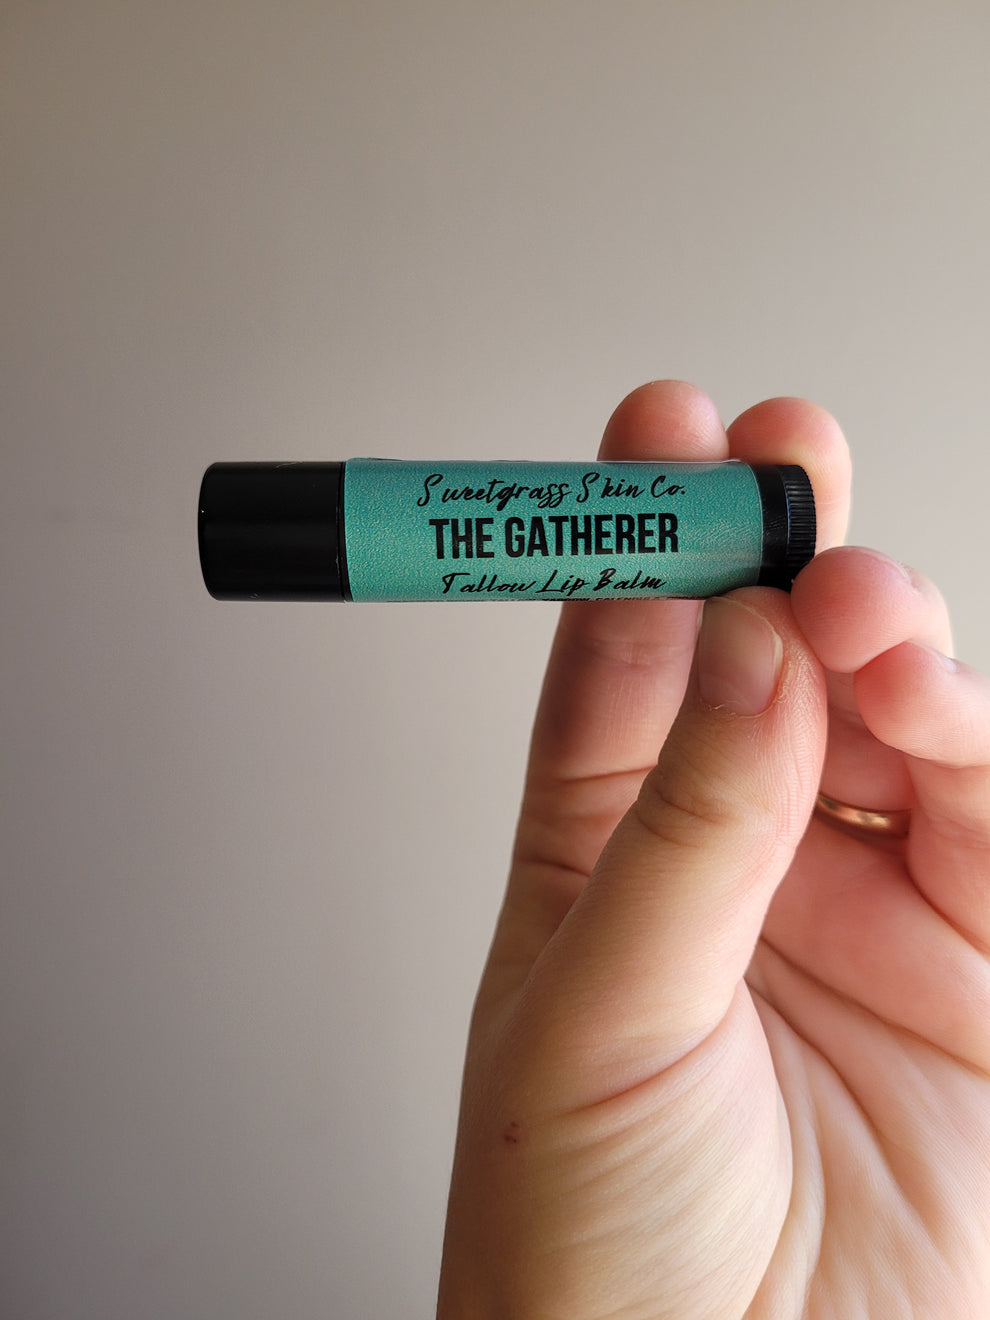 Sweetgrass Skin Co.
THE GATHERER
Tallow Lip Balm